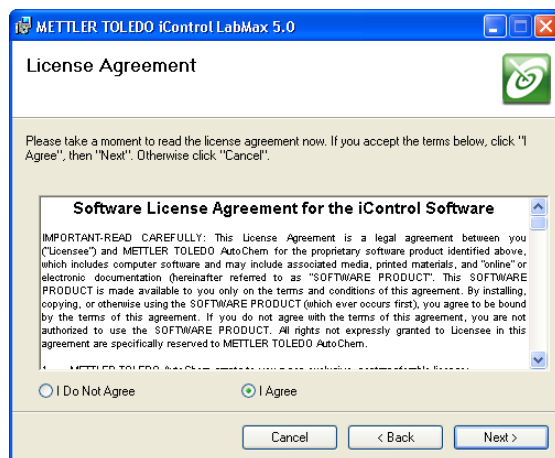 METTLER TOLEDO iControl LabMax 5.0
License Agreement
Please take a moment to read the license agreement now. If you accept the terms below, click "I
Agree", then "Next". Otherwise click "Cancel".
Software License Agreement for the iControl Software
IMPORTANT-READ CAREFULLY: This License Agreement is a legal agreement between you
("Licensee") and METTLER TOLEDO AutoChem for the proprietary software product identified above,
which includes computer software and may include associated media, printed materials, and "online" or
electronic documentation (hereinafter referred to as "SOFTWARE PRODUCT". This SOFTWARE
PRODUCT is made available to you only on the terms and conditions of this agreement. By installing,
copying, or otherwise using the SOFTWARE PRODUCT (which ever occurs first), you agree to be bound
by the terms of this agreement. If you do not agree with the terms of this agreement, you are not
authorized to use the SOFTWARE PRODUCT. All rights not expressly granted to Licensee in this
agreement are specifically reserved to METTLER TOLEDO AutoChem.
I Do Not Agree I Agree
Cancel < Back Next >